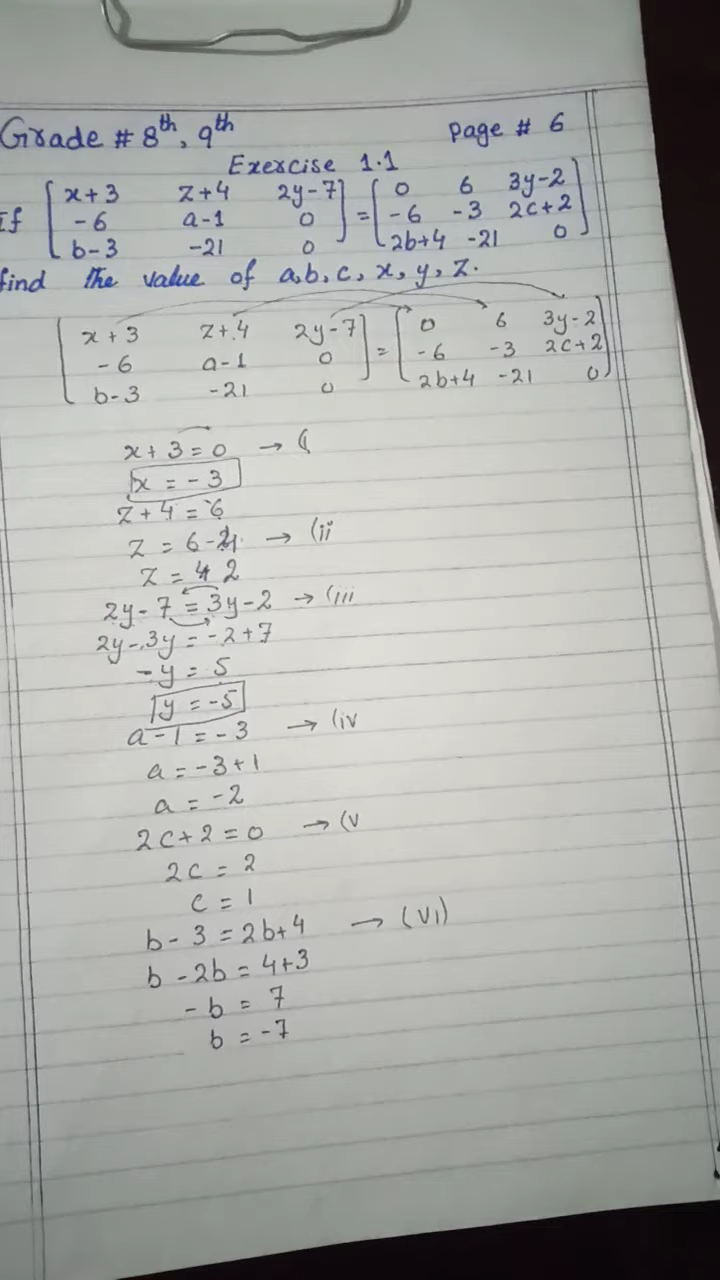 Grade # 8th, 9th Page # 6
Exercise 1.1
If [x+3 z+4 2y-7] = [0 6 3y-2]
-6 a-1 0 -6 -3 2c+2
b-3 -21 0 2b+4 -21 0
find the value of a,b,c, x, y, z.
[x+3 z+4 2y-7] = [0 6 3y-2]
-6 a-1 0 -6 -3 2c+2
b-3 -21 0 2b+4 -21 0
x+3=0 → (i
x = -3
z+4=6
z = 6-4 → (ii
z = 2
2y-7 = 3y-2 → (iii
2y-3y = -2+7
-y = 5
y = -5
a-1 = -3 → (iv
a = -3+1
a = -2
2c+2=0 → (v
2c = 2
c = 1
b-3 = 2b+4 → (vi)
b-2b = 4+3
-b = 7
b = -7